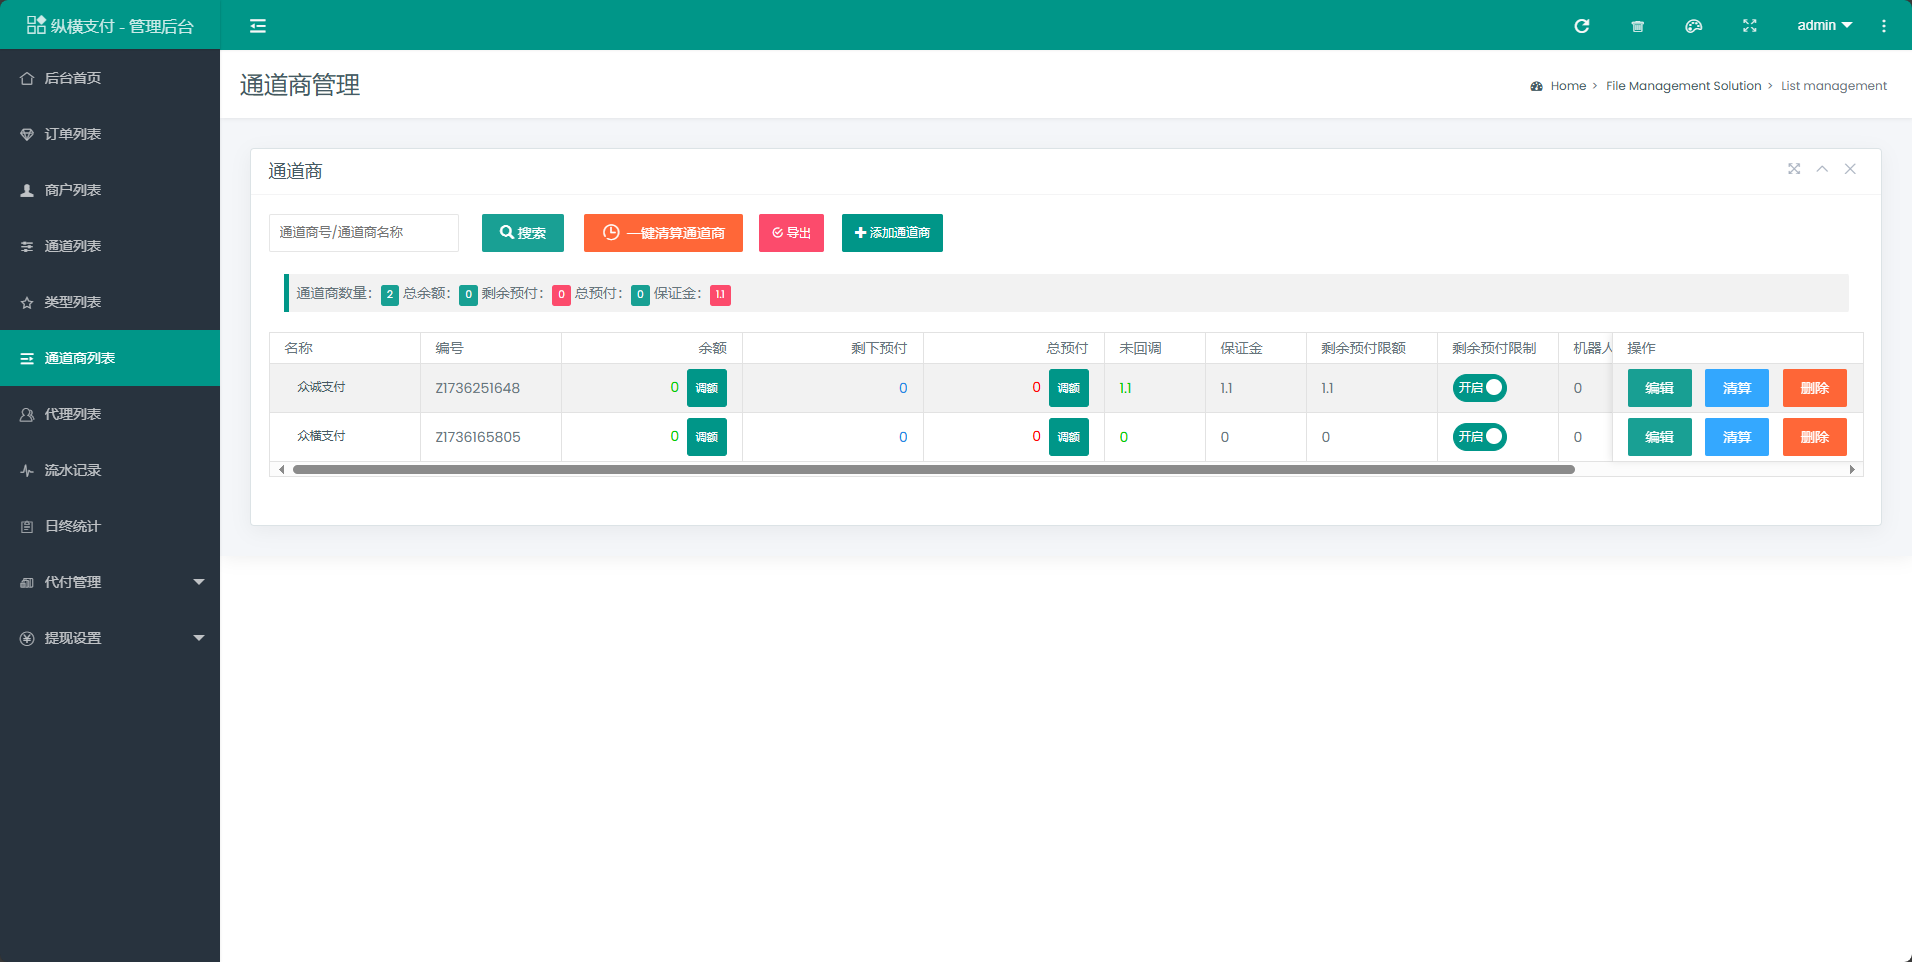 纵横支付 - 管理后台
admin
后台首页
订单列表
商户列表
通道列表
类型列表
通道商列表
代理列表
流水记录
日终统计
代付管理
提现设置
通道商管理
Home > File Management Solution > List management
通道商
通道商号/通道商名称 搜索 一键清算通道商 导出 添加通道商
通道商数量： 2 总余额： 0 剩余预付： 0 总预付： 0 保证金： 1.1
名称 编号 余额 剩下预付 总预付 未回调 保证金 剩余预付限额 剩余预付限制 机器人 操作
众诚支付 Z1736251648 0 调额 0 0 调额 1.1 1.1 1.1 开启 0 编辑 清算 删除
众横支付 Z1736165805 0 调额 0 0 调额 0 0 0 开启 0 编辑 清算 删除